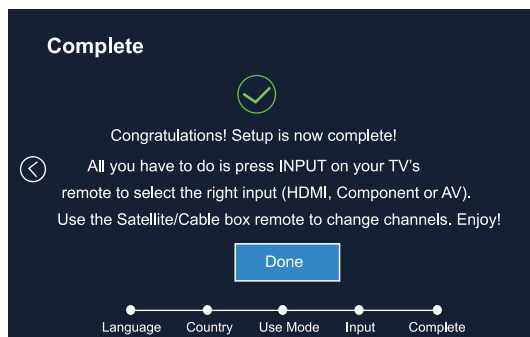 Complete
Congratulations! Setup is now complete!
All you have to do is press INPUT on your TV's
remote to select the right input (HDMI, Component or AV).
Use the Satellite/Cable box remote to change channels. Enjoy!
Done
Language Country Use Mode Input Complete